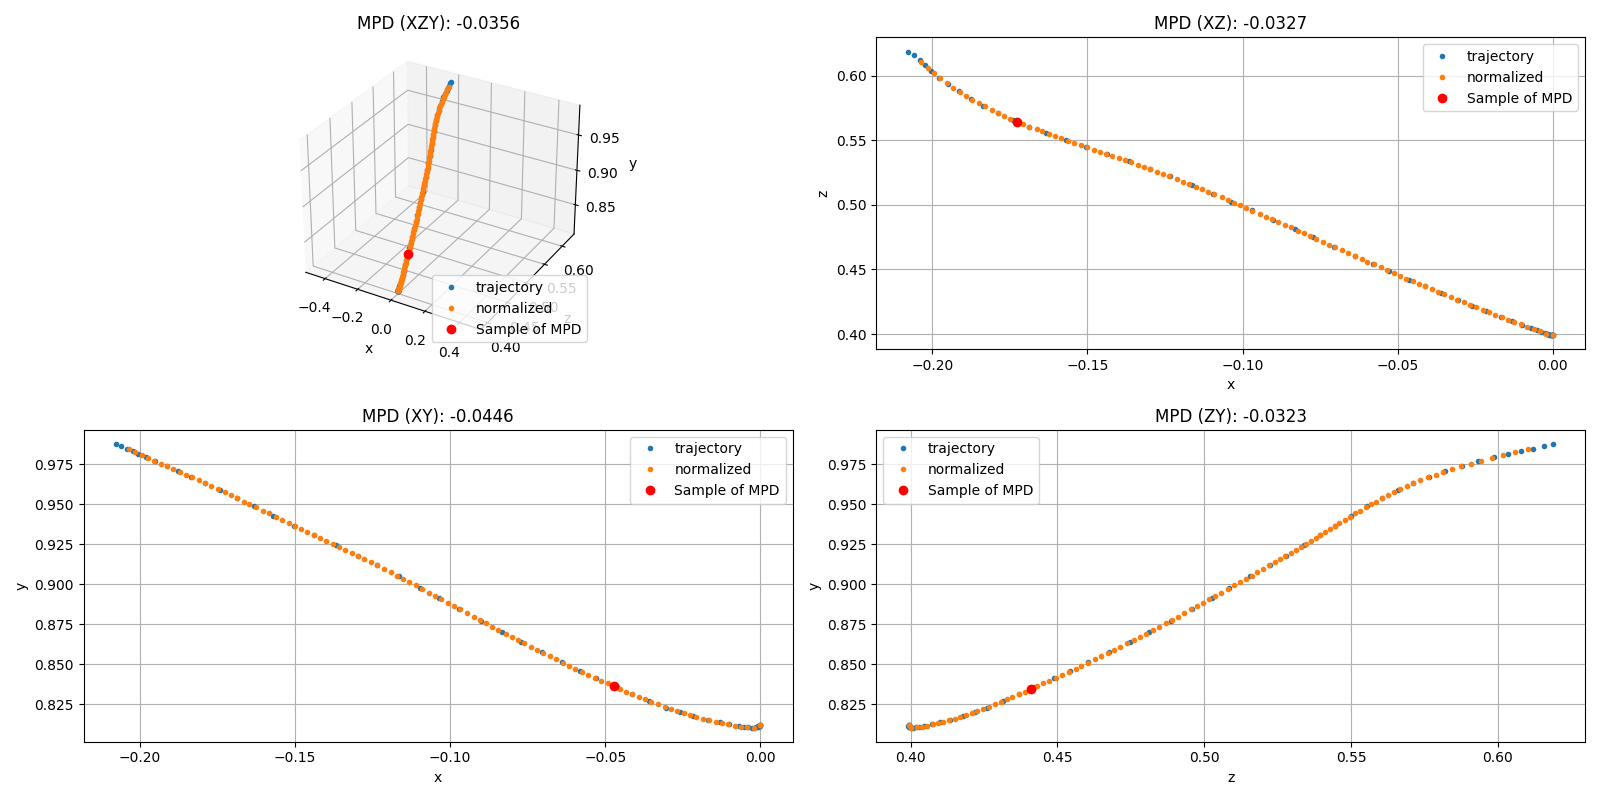 MPD (XZY): -0.0356
0.95
0.90
0.85
y
0.60
0.55
0.50
z
0.40
−0.4
−0.2
0.0
0.2
0.4
x
trajectory
normalized
Sample of MPD
MPD (XZ): -0.0327
trajectory
normalized
Sample of MPD
0.60
0.55
0.50
0.45
0.40
z
−0.20
−0.15
−0.10
−0.05
0.00
x
MPD (XY): -0.0446
trajectory
normalized
Sample of MPD
0.975
0.950
0.925
0.900
0.875
0.850
0.825
y
−0.20
−0.15
−0.10
−0.05
0.00
x
MPD (ZY): -0.0323
trajectory
normalized
Sample of MPD
0.975
0.950
0.925
0.900
0.875
0.850
0.825
y
0.40
0.45
0.50
0.55
0.60
z